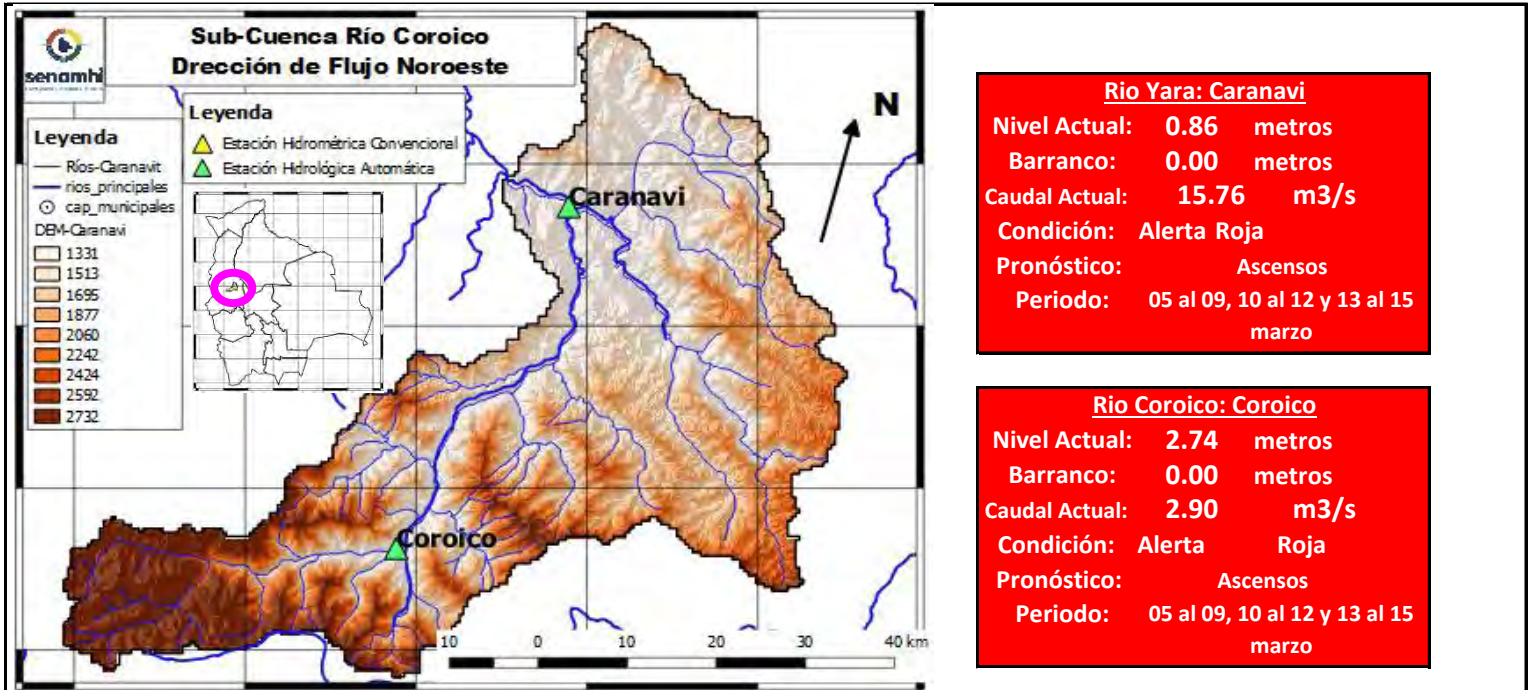 senamhi
Sub-Cuenca Río Coroico
Drección de Flujo Noroeste
Leyenda
Estación Hidrométrica Convencional
Estación Hidrológica Automática
Leyenda
Ríos-Caranavit
rios_principales
cap_municipales
DEM-Caranavi
1331
1513
1695
1877
2060
2242
2424
2592
2732
N
Caranavi
Coroico
10 0 10 20 30 40 km
Rio Yara: Caranavi
Nivel Actual: 0.86 metros
Barranco: 0.00 metros
Caudal Actual: 15.76 m3/s
Condición: Alerta Roja
Pronóstico: Ascensos
Periodo: 05 al 09, 10 al 12 y 13 al 15
marzo
Rio Coroico: Coroico
Nivel Actual: 2.74 metros
Barranco: 0.00 metros
Caudal Actual: 2.90 m3/s
Condición: Alerta Roja
Pronóstico: Ascensos
Periodo: 05 al 09, 10 al 12 y 13 al 15
marzo